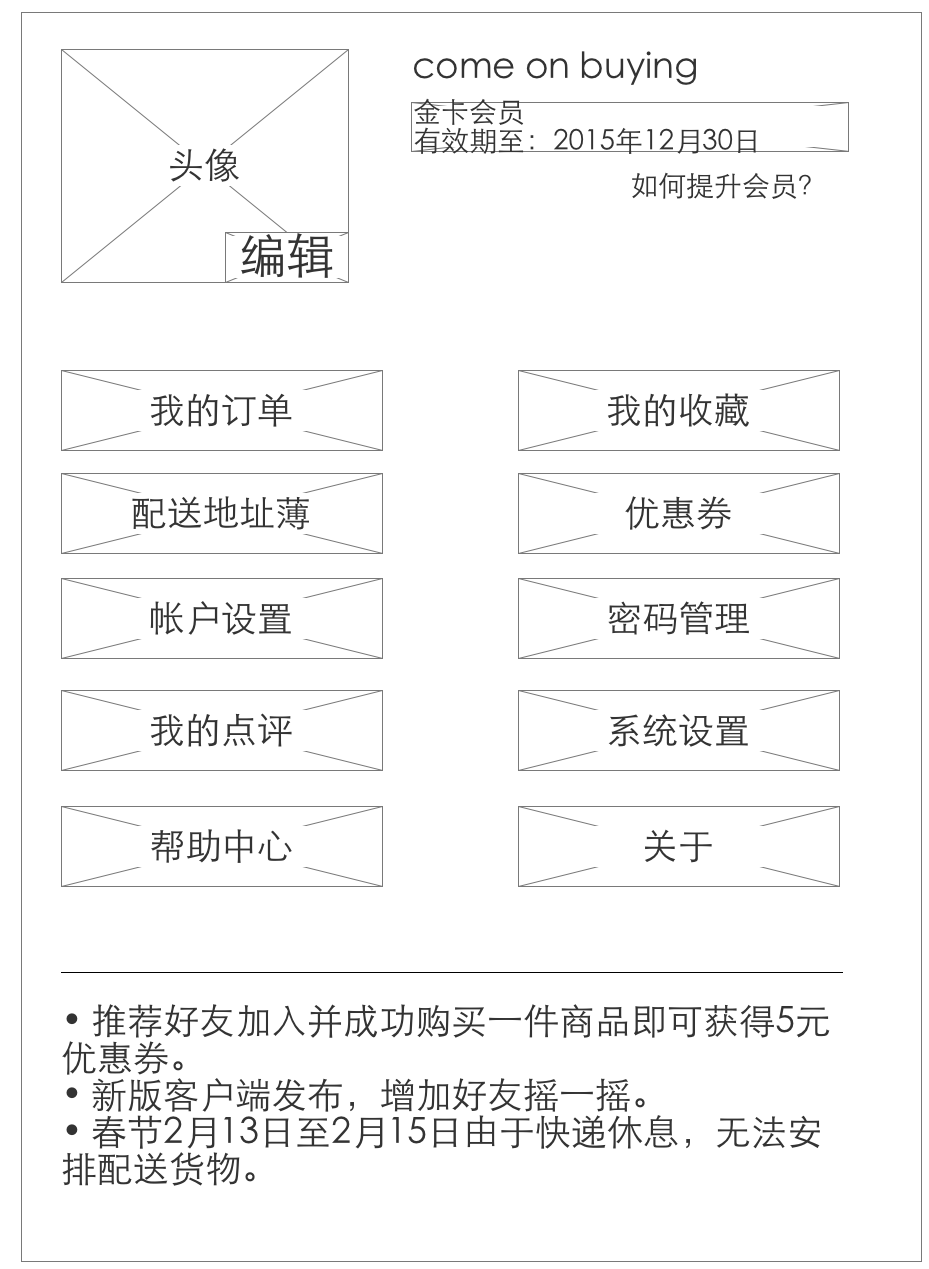 come on buying
金卡会员
有效期至：2015年12月30日
如何提升会员?
头像
编辑
我的订单
我的收藏
配送地址薄
优惠券
帐户设置
密码管理
我的点评
系统设置
帮助中心
关于
• 推荐好友加入并成功购买一件商品即可获得5元
优惠券。
• 新版客户端发布，增加好友摇一摇。
• 春节2月13日至2月15日由于快递休息，无法安
排配送货物。